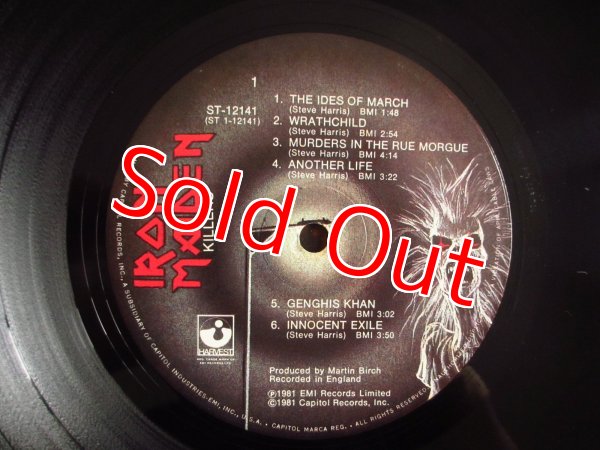 1
ST-12141
(ST 1-12141)
1. THE IDES OF MARCH
(Steve Harris) BMI 1:48
2. WRATHCHILD
(Steve Harris) BMI 2:54
3. MURDERS IN THE RUE MORGUE
(Steve Harris) BMI 4:14
4. ANOTHER LIFE
(Steve Harris) BMI 3:22
IRON
MAIDEN
KILLERS
Sold Out
5. GENGHIS KHAN
(Steve Harris) BMI 3:02
6. INNOCENT EXILE
(Steve Harris) BMI 3:50
HARVEST
Produced by Martin Birch
Recorded in England
Ⓟ1981 EMI Records Limited
©1981 Capitol Records, Inc.
RECORDS, INC., A SUBSIDIARY OF CAPITOL INDUSTRIES-EMI, INC., U.S.A. • CAPITOL MARCA REG. • ALL RIGHTS RESERVED